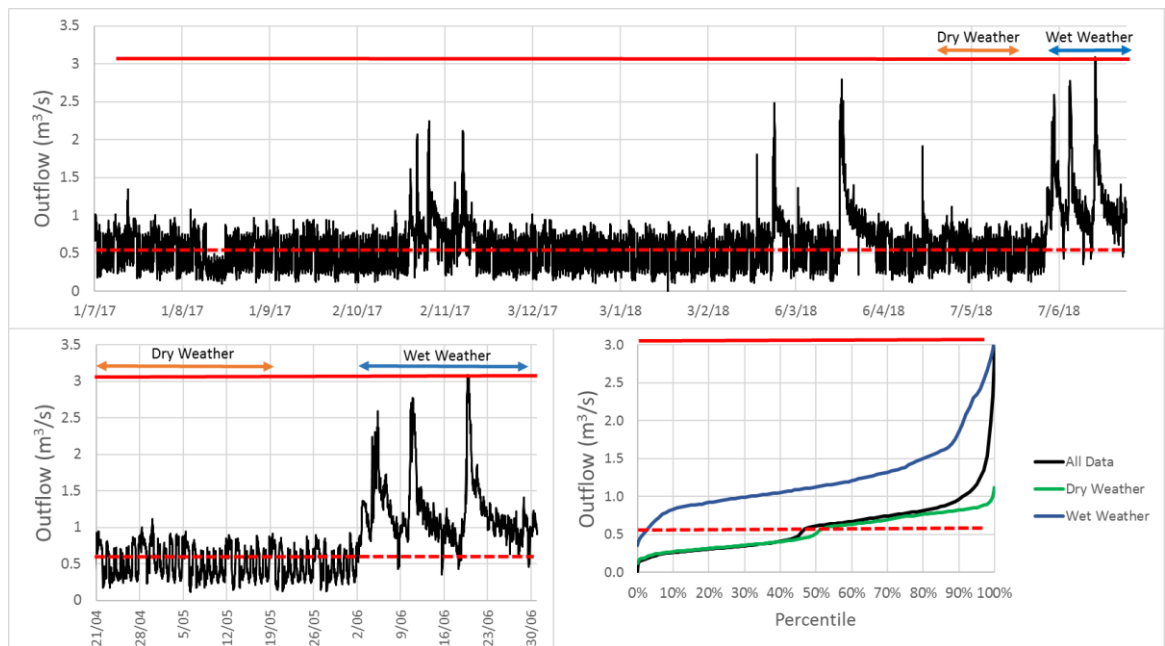 3.5
3
2.5
2
1.5
1
0.5
0
Outflow (m³/s)
Dry Weather
Wet Weather
1/7/17 1/8/17 1/9/17 2/10/17 2/11/17 3/12/17 3/1/18 3/2/18 6/3/18 6/4/18 7/5/18 7/6/18
3.5
3
2.5
2
1.5
1
0.5
0
Outflow (m³/s)
Dry Weather
Wet Weather
21/04 28/04 5/05 12/05 19/05 26/05 2/06 9/06 16/06 23/06 30/06
3.0
2.5
2.0
1.5
1.0
0.5
0.0
Outflow (m³/s)
0% 10% 20% 30% 40% 50% 60% 70% 80% 90% 100%
Percentile
All Data
Dry Weather
Wet Weather